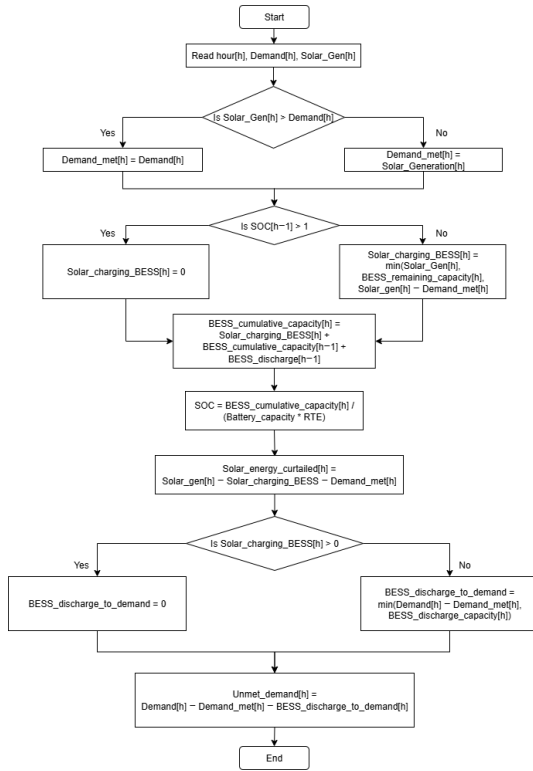 Start
Read hour[h], Demand[h], Solar_Gen[h]
Is Solar_Gen[h] > Demand[h]
Yes
No
Demand_met[h] = Demand[h]
Demand_met[h] =
Solar_Generation[h]
Is SOC[h−1] > 1
Yes
No
Solar_charging_BESS[h] = 0
Solar_charging_BESS[h] =
min(Solar_Gen[h],
BESS_remaining_capacity[h],
Solar_gen[h] − Demand_met[h]
BESS_cumulative_capacity[h] =
Solar_charging_BESS[h] +
BESS_cumulative_capacity[h−1] +
BESS_discharge[h−1]
SOC = BESS_cumulative_capacity[h] /
(Battery_capacity * RTE)
Solar_energy_curtailed[h] =
Solar_gen[h] − Solar_charging_BESS − Demand_met[h]
Is Solar_charging_BESS[h] > 0
Yes
No
BESS_discharge_to_demand = 0
BESS_discharge_to_demand =
min(Demand[h] − Demand_met[h],
BESS_discharge_capacity[h])
Unmet_demand[h] =
Demand[h] − Demand_met[h] − BESS_discharge_to_demand[h]
End